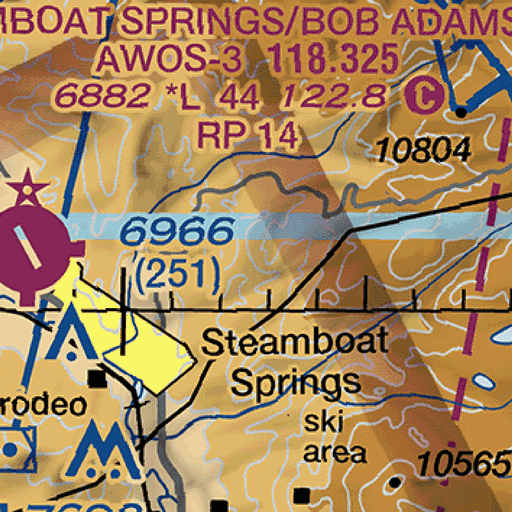 MBOAT SPRINGS/BOB ADAMS
AWOS-3 118.325
6882 *L 44 122.8 C
RP 14
10804
6966
(251)
Steamboat
Springs
rodeo
ski
area
10565